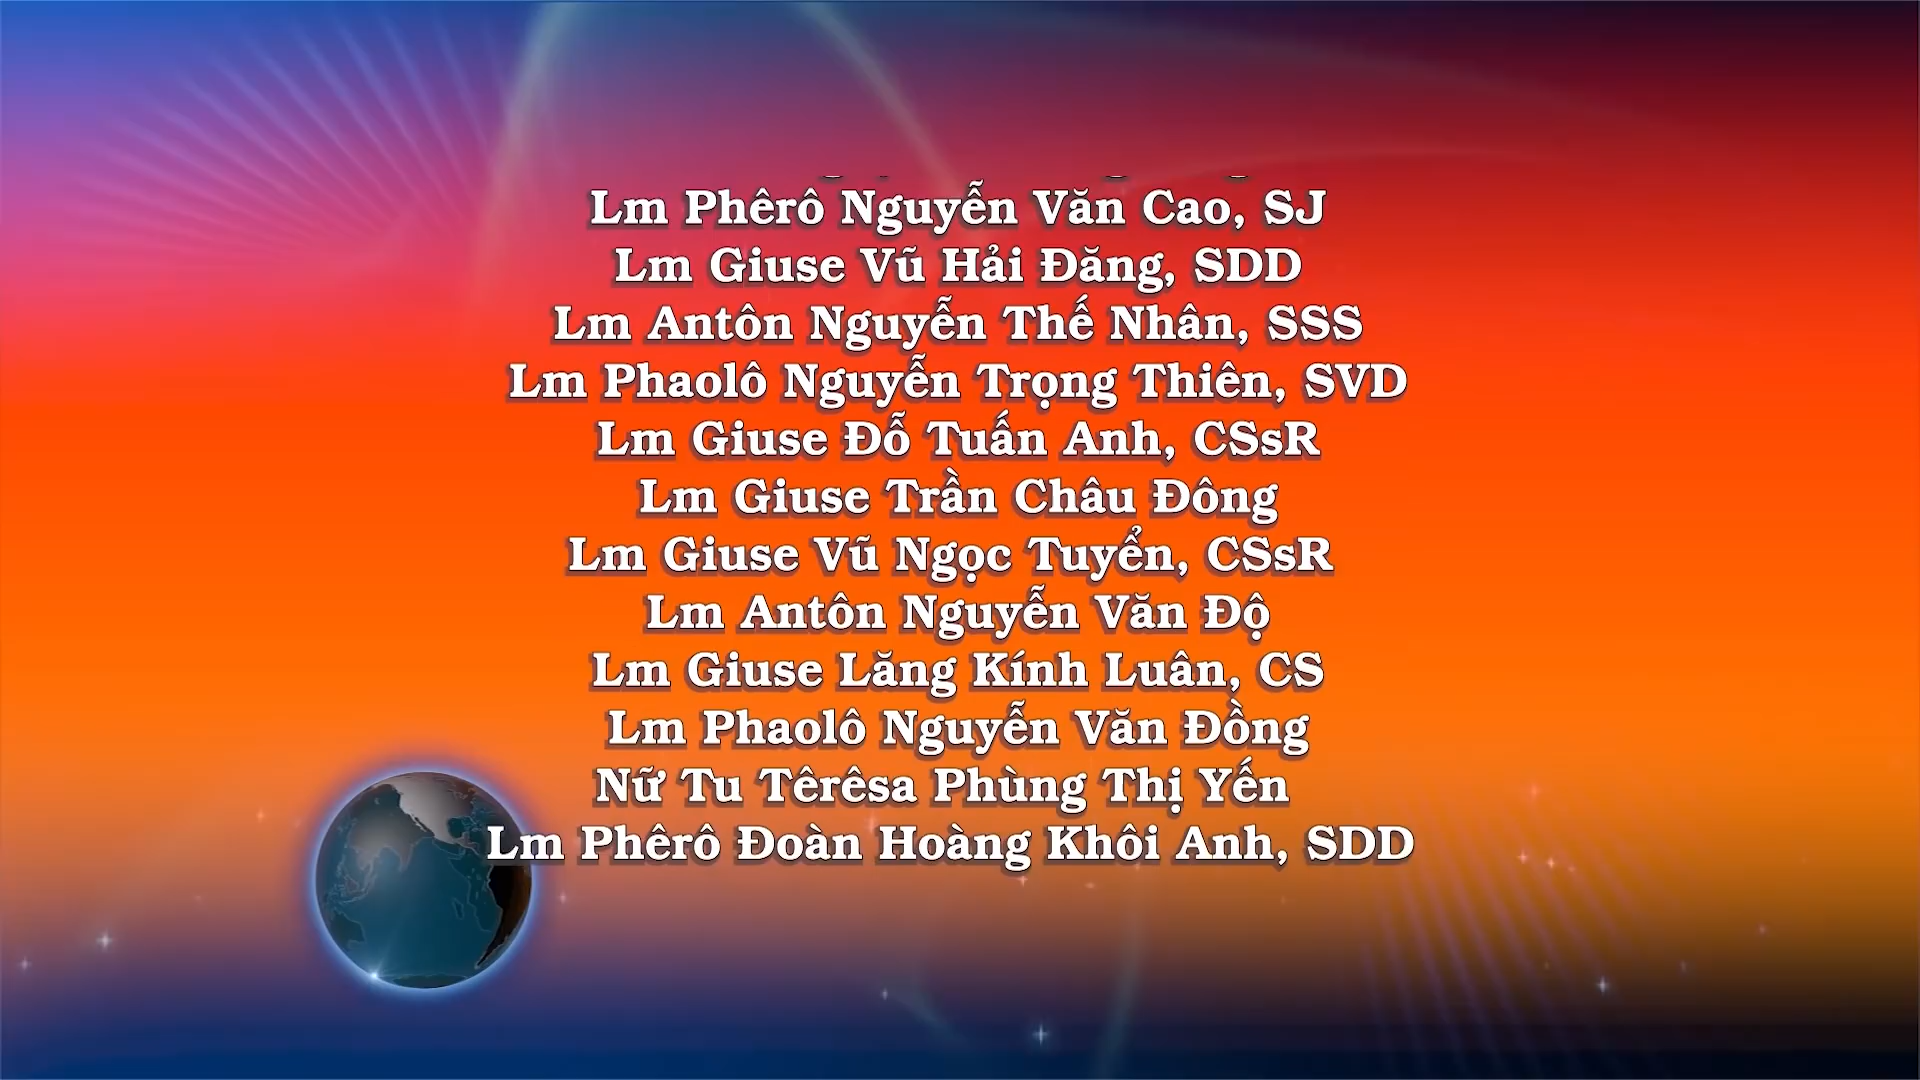 Lm Phêrô Nguyễn Văn Cao, SJ
Lm Giuse Vũ Hải Đăng, SDD
Lm Antôn Nguyễn Thế Nhân, SSS
Lm Phaolô Nguyễn Trọng Thiên, SVD
Lm Giuse Đỗ Tuấn Anh, CSsR
Lm Giuse Trần Châu Đông
Lm Giuse Vũ Ngọc Tuyển, CSsR
Lm Antôn Nguyễn Văn Độ
Lm Giuse Lăng Kính Luân, CS
Lm Phaolô Nguyễn Văn Đồng
Nữ Tu Têrêsa Phùng Thị Yến
Lm Phêrô Đoàn Hoàng Khôi Anh, SDD